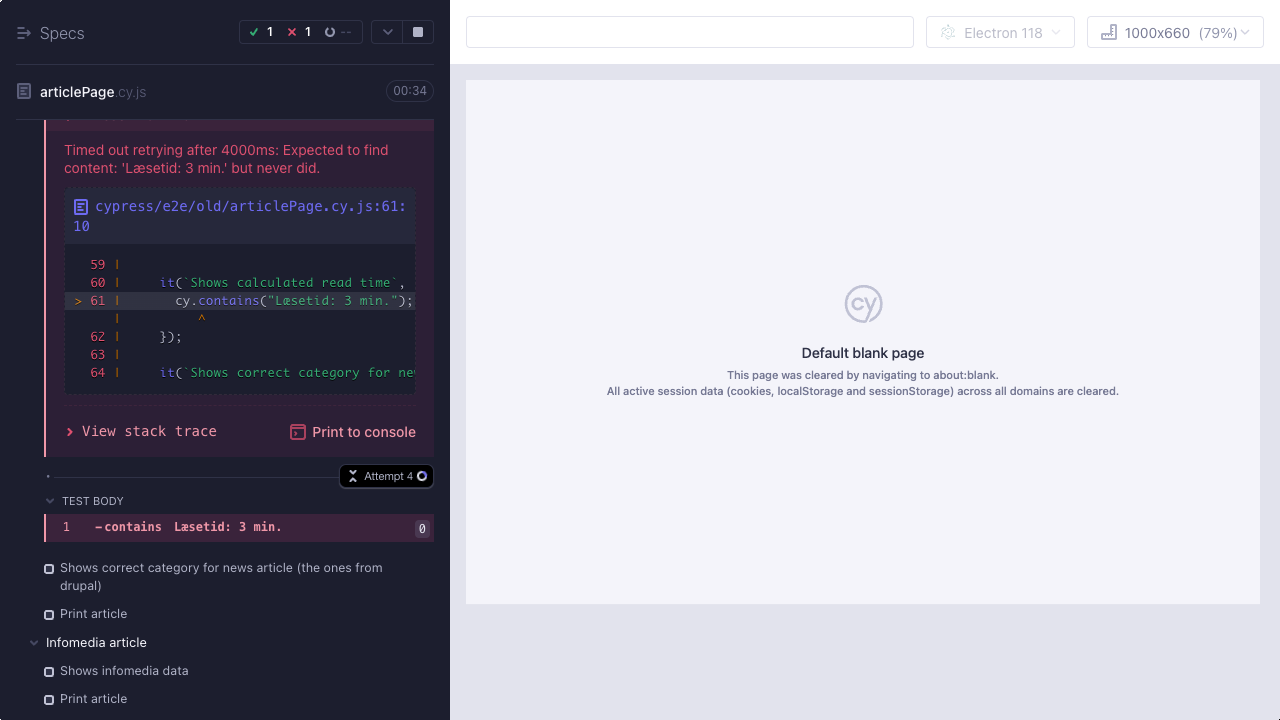 Specs
1
1
--
articlePage.cy.js
00:34
Timed out retrying after 4000ms: Expected to find
content: 'Læsetid: 3 min.' but never did.
cypress/e2e/old/articlePage.cy.js:61:
10
59 |
60 | it(`Shows calculated read time`,
> 61 | cy.contains("Læsetid: 3 min.");
| ^
62 | });
63 |
64 | it(`Shows correct category for ne
View stack trace
Print to console
Attempt 4
TEST BODY
1 -contains Læsetid: 3 min. 0
Shows correct category for news article (the ones from
drupal)
Print article
Infomedia article
Shows infomedia data
Print article
Electron 118
1000x660 (79%)
cy
Default blank page
This page was cleared by navigating to about:blank.
All active session data (cookies, localStorage and sessionStorage) across all domains are cleared.